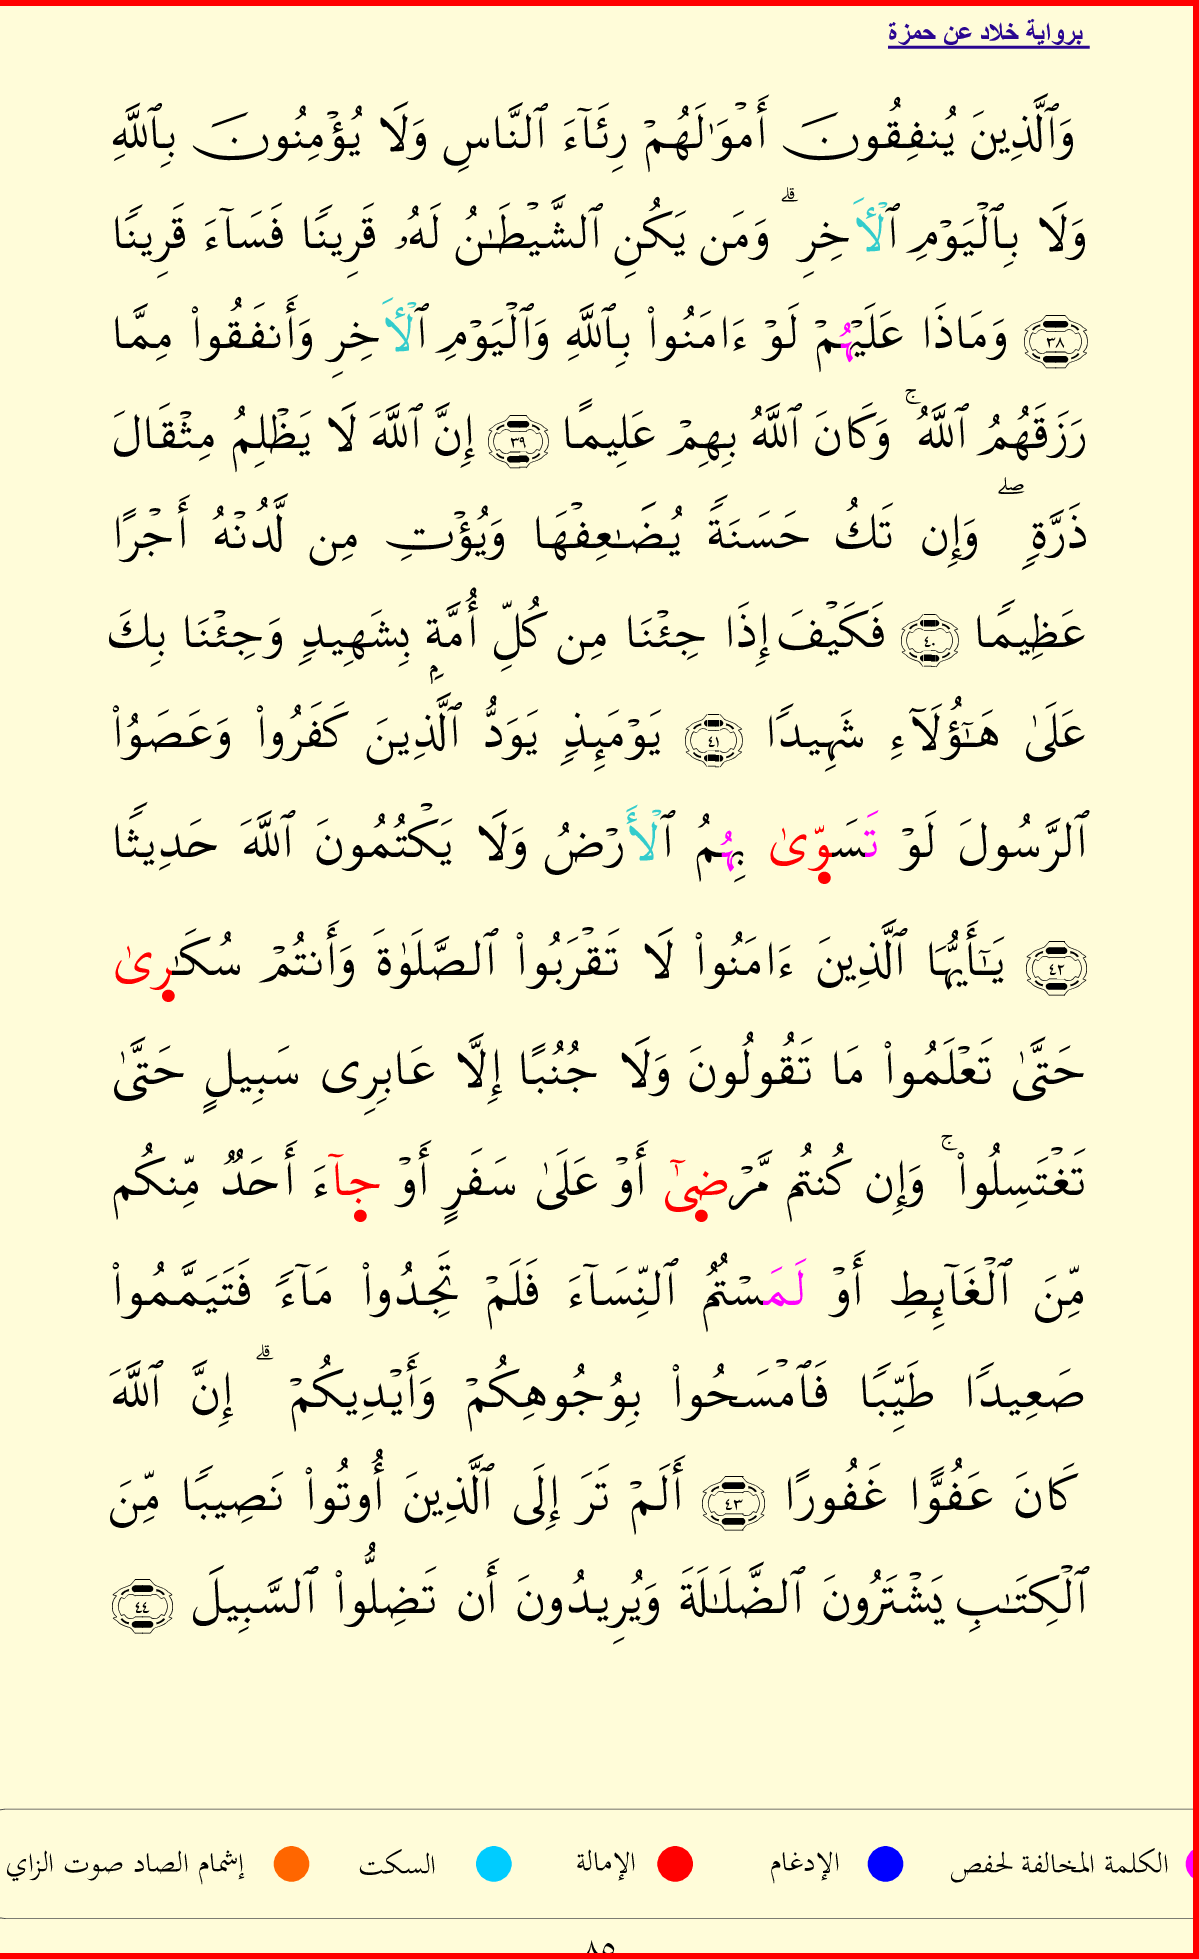 برواية خلاد عن حمزة
وَٱلَّذِينَ يُنفِقُونَ أَمۡوَٰلَهُمۡ رِئَآءَ ٱلنَّاسِ وَلَا يُؤۡمِنُونَ بِٱللَّهِ
وَلَا بِٱلۡيَوۡمِ ٱلۡأَخِرِ ۗ وَمَن يَكُنِ ٱلشَّيۡطَٰنُ لَهُۥ قَرِينٗا فَسَآءَ قَرِينٗا
٣٨ وَمَاذَا عَلَيۡهُمۡ لَوۡ ءَامَنُواْ بِٱللَّهِ وَٱلۡيَوۡمِ ٱلۡأَخِرِ وَأَنفَقُواْ مِمَّا
رَزَقَهُمُ ٱللَّهُ ۚ وَكَانَ ٱللَّهُ بِهِمۡ عَلِيمًا ٣٩ إِنَّ ٱللَّهَ لَا يَظۡلِمُ مِثۡقَالَ
ذَرَّةٖ ۖ وَإِن تَكُ حَسَنَةٗ يُضَٰعِفۡهَا وَيُؤۡتِ مِن لَّدُنۡهُ أَجۡرًا
عَظِيمٗا ٤٠ فَكَيۡفَ إِذَا جِئۡنَا مِن كُلِّ أُمَّةِۭ بِشَهِيدٖ وَجِئۡنَا بِكَ
عَلَىٰ هَٰٓؤُلَآءِ شَهِيدٗا ٤١ يَوۡمَئِذٖ يَوَدُّ ٱلَّذِينَ كَفَرُواْ وَعَصَوُاْ
ٱلرَّسُولَ لَوۡ تَسَوّىٰ بِهُمُ ٱلۡأَرۡضُ وَلَا يَكۡتُمُونَ ٱللَّهَ حَدِيثٗا
٤٢ يَٰٓأَيُّهَا ٱلَّذِينَ ءَامَنُواْ لَا تَقۡرَبُواْ ٱلصَّلَوٰةَ وَأَنتُمۡ سُكَٰرىٰ
حَتَّىٰ تَعۡلَمُواْ مَا تَقُولُونَ وَلَا جُنُبًا إِلَّا عَابِرِى سَبِيلٍ حَتَّىٰ
تَغۡتَسِلُواْ ۚ وَإِن كُنتُم مَّرۡضىٰٓ أَوۡ عَلَىٰ سَفَرٍ أَوۡ جآءَ أَحَدٞ مِّنكُم
مِّنَ ٱلۡغَآئِطِ أَوۡ لَمَسۡتُمُ ٱلنِّسَآءَ فَلَمۡ تَجِدُواْ مَآءٗ فَتَيَمَّمُواْ
صَعِيدٗا طَيِّبٗا فَٱمۡسَحُواْ بِوُجُوهِكُمۡ وَأَيۡدِيكُمۡ ۗ إِنَّ ٱللَّهَ
كَانَ عَفُوًّا غَفُورًا ٤٣ أَلَمۡ تَرَ إِلَى ٱلَّذِينَ أُوتُواْ نَصِيبٗا مِّنَ
ٱلۡكِتَٰبِ يَشۡتَرُونَ ٱلضَّلَٰلَةَ وَيُرِيدُونَ أَن تَضِلُّواْ ٱلسَّبِيلَ ٤٤
الكلمة المخالفة لحفص الإدغام الإمالة السكت إشمام الصاد صوت الزاي
٨٥